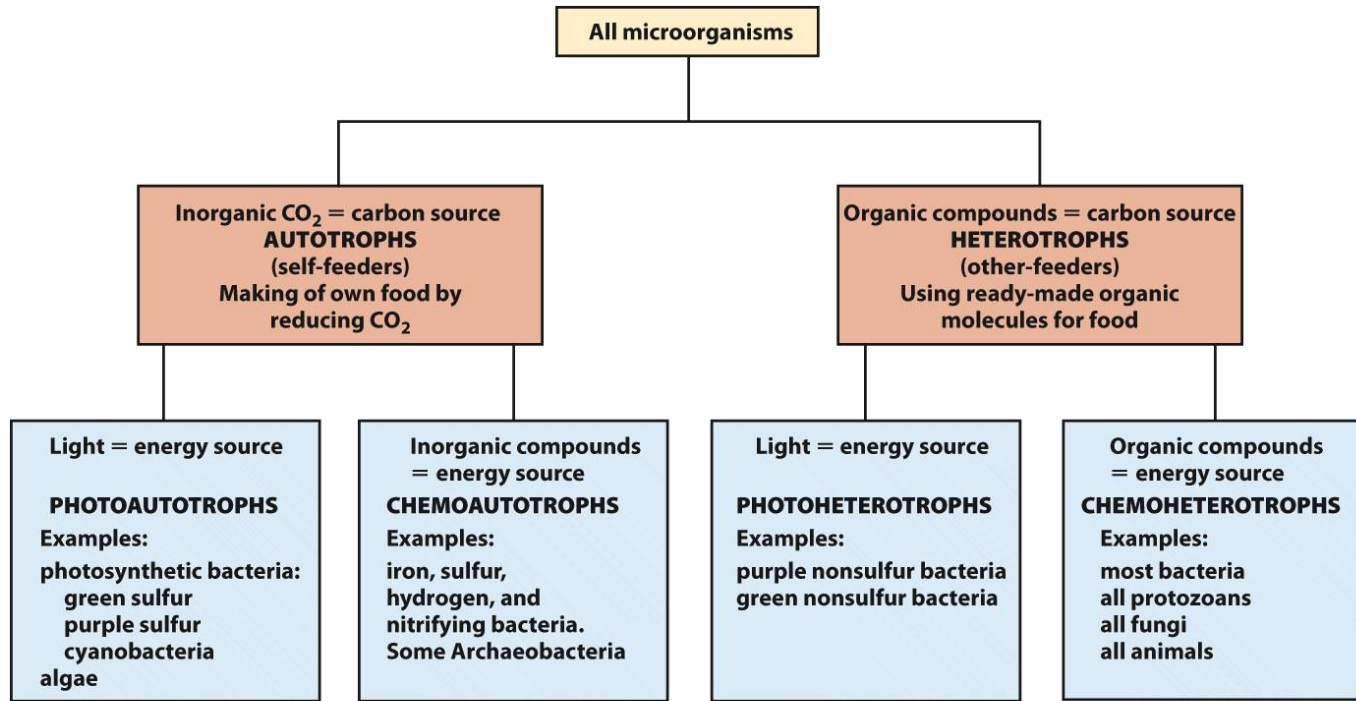 All microorganisms
Inorganic CO₂ = carbon source
AUTOTROPHS
(self-feeders)
Making of own food by
reducing CO₂
Organic compounds = carbon source
HETEROTROPHS
(other-feeders)
Using ready-made organic
molecules for food
Light = energy source
PHOTOAUTOTROPHS
Examples:
photosynthetic bacteria:
green sulfur
purple sulfur
cyanobacteria
algae
Inorganic compounds
= energy source
CHEMOAUTOTROPHS
Examples:
iron, sulfur,
hydrogen, and
nitrifying bacteria.
Some Archaeobacteria
Light = energy source
PHOTOHETEROTROPHS
Examples:
purple nonsulfur bacteria
green nonsulfur bacteria
Organic compounds
= energy source
CHEMOHETEROTROPHS
Examples:
most bacteria
all protozoans
all fungi
all animals